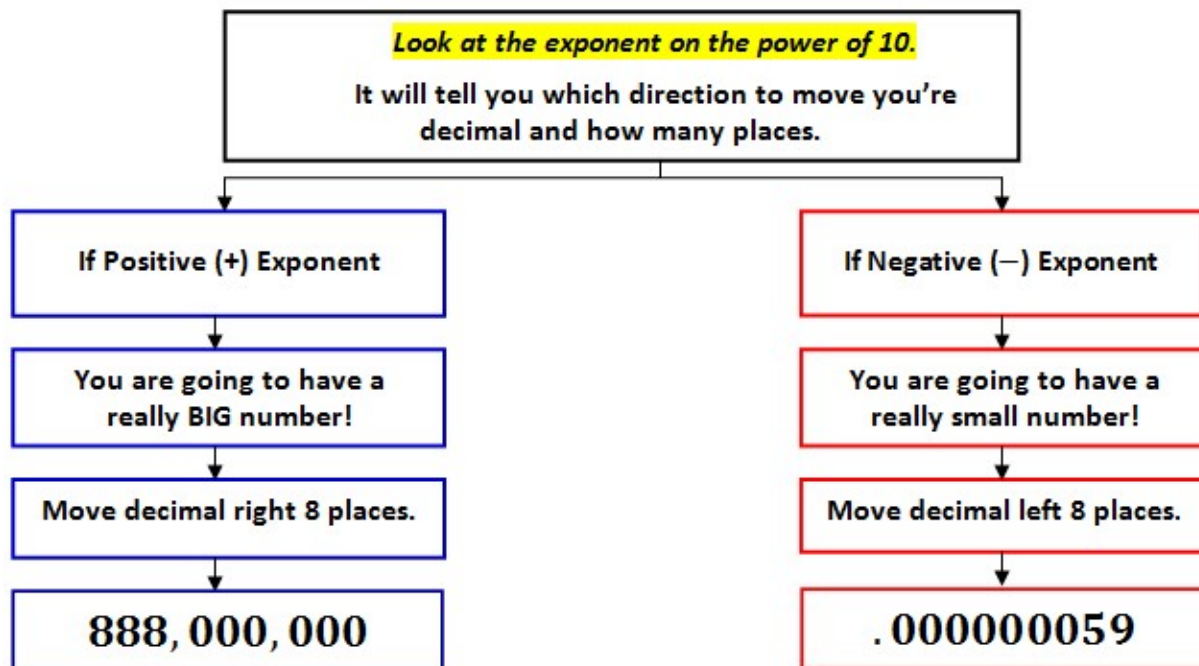 Look at the exponent on the power of 10.
It will tell you which direction to move you’re
decimal and how many places.
If Positive (+) Exponent
You are going to have a
really BIG number!
Move decimal right 8 places.
888,000,000
If Negative (−) Exponent
You are going to have a
really small number!
Move decimal left 8 places.
.000000059